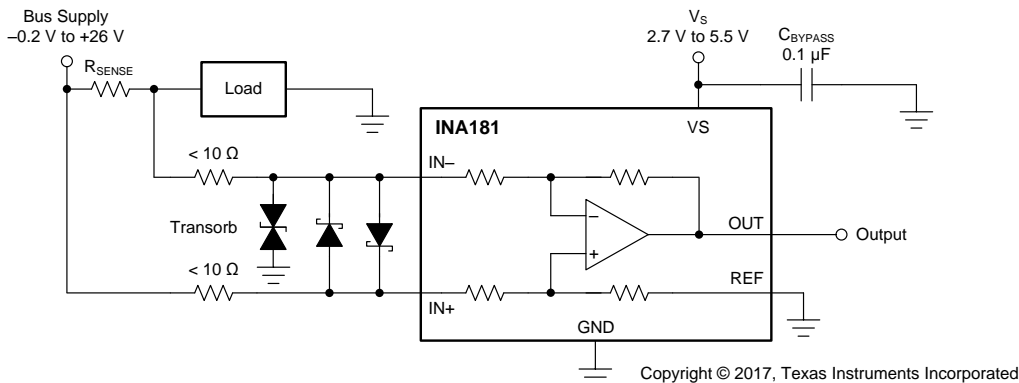 Bus Supply
–0.2 V to +26 V
RSENSE
Load
VS
2.7 V to 5.5 V
CBYPASS
0.1 µF
INA181
VS
< 10 Ω
IN–
Transorb
–
+
OUT
Output
< 10 Ω
IN+
REF
GND
Copyright © 2017, Texas Instruments Incorporated